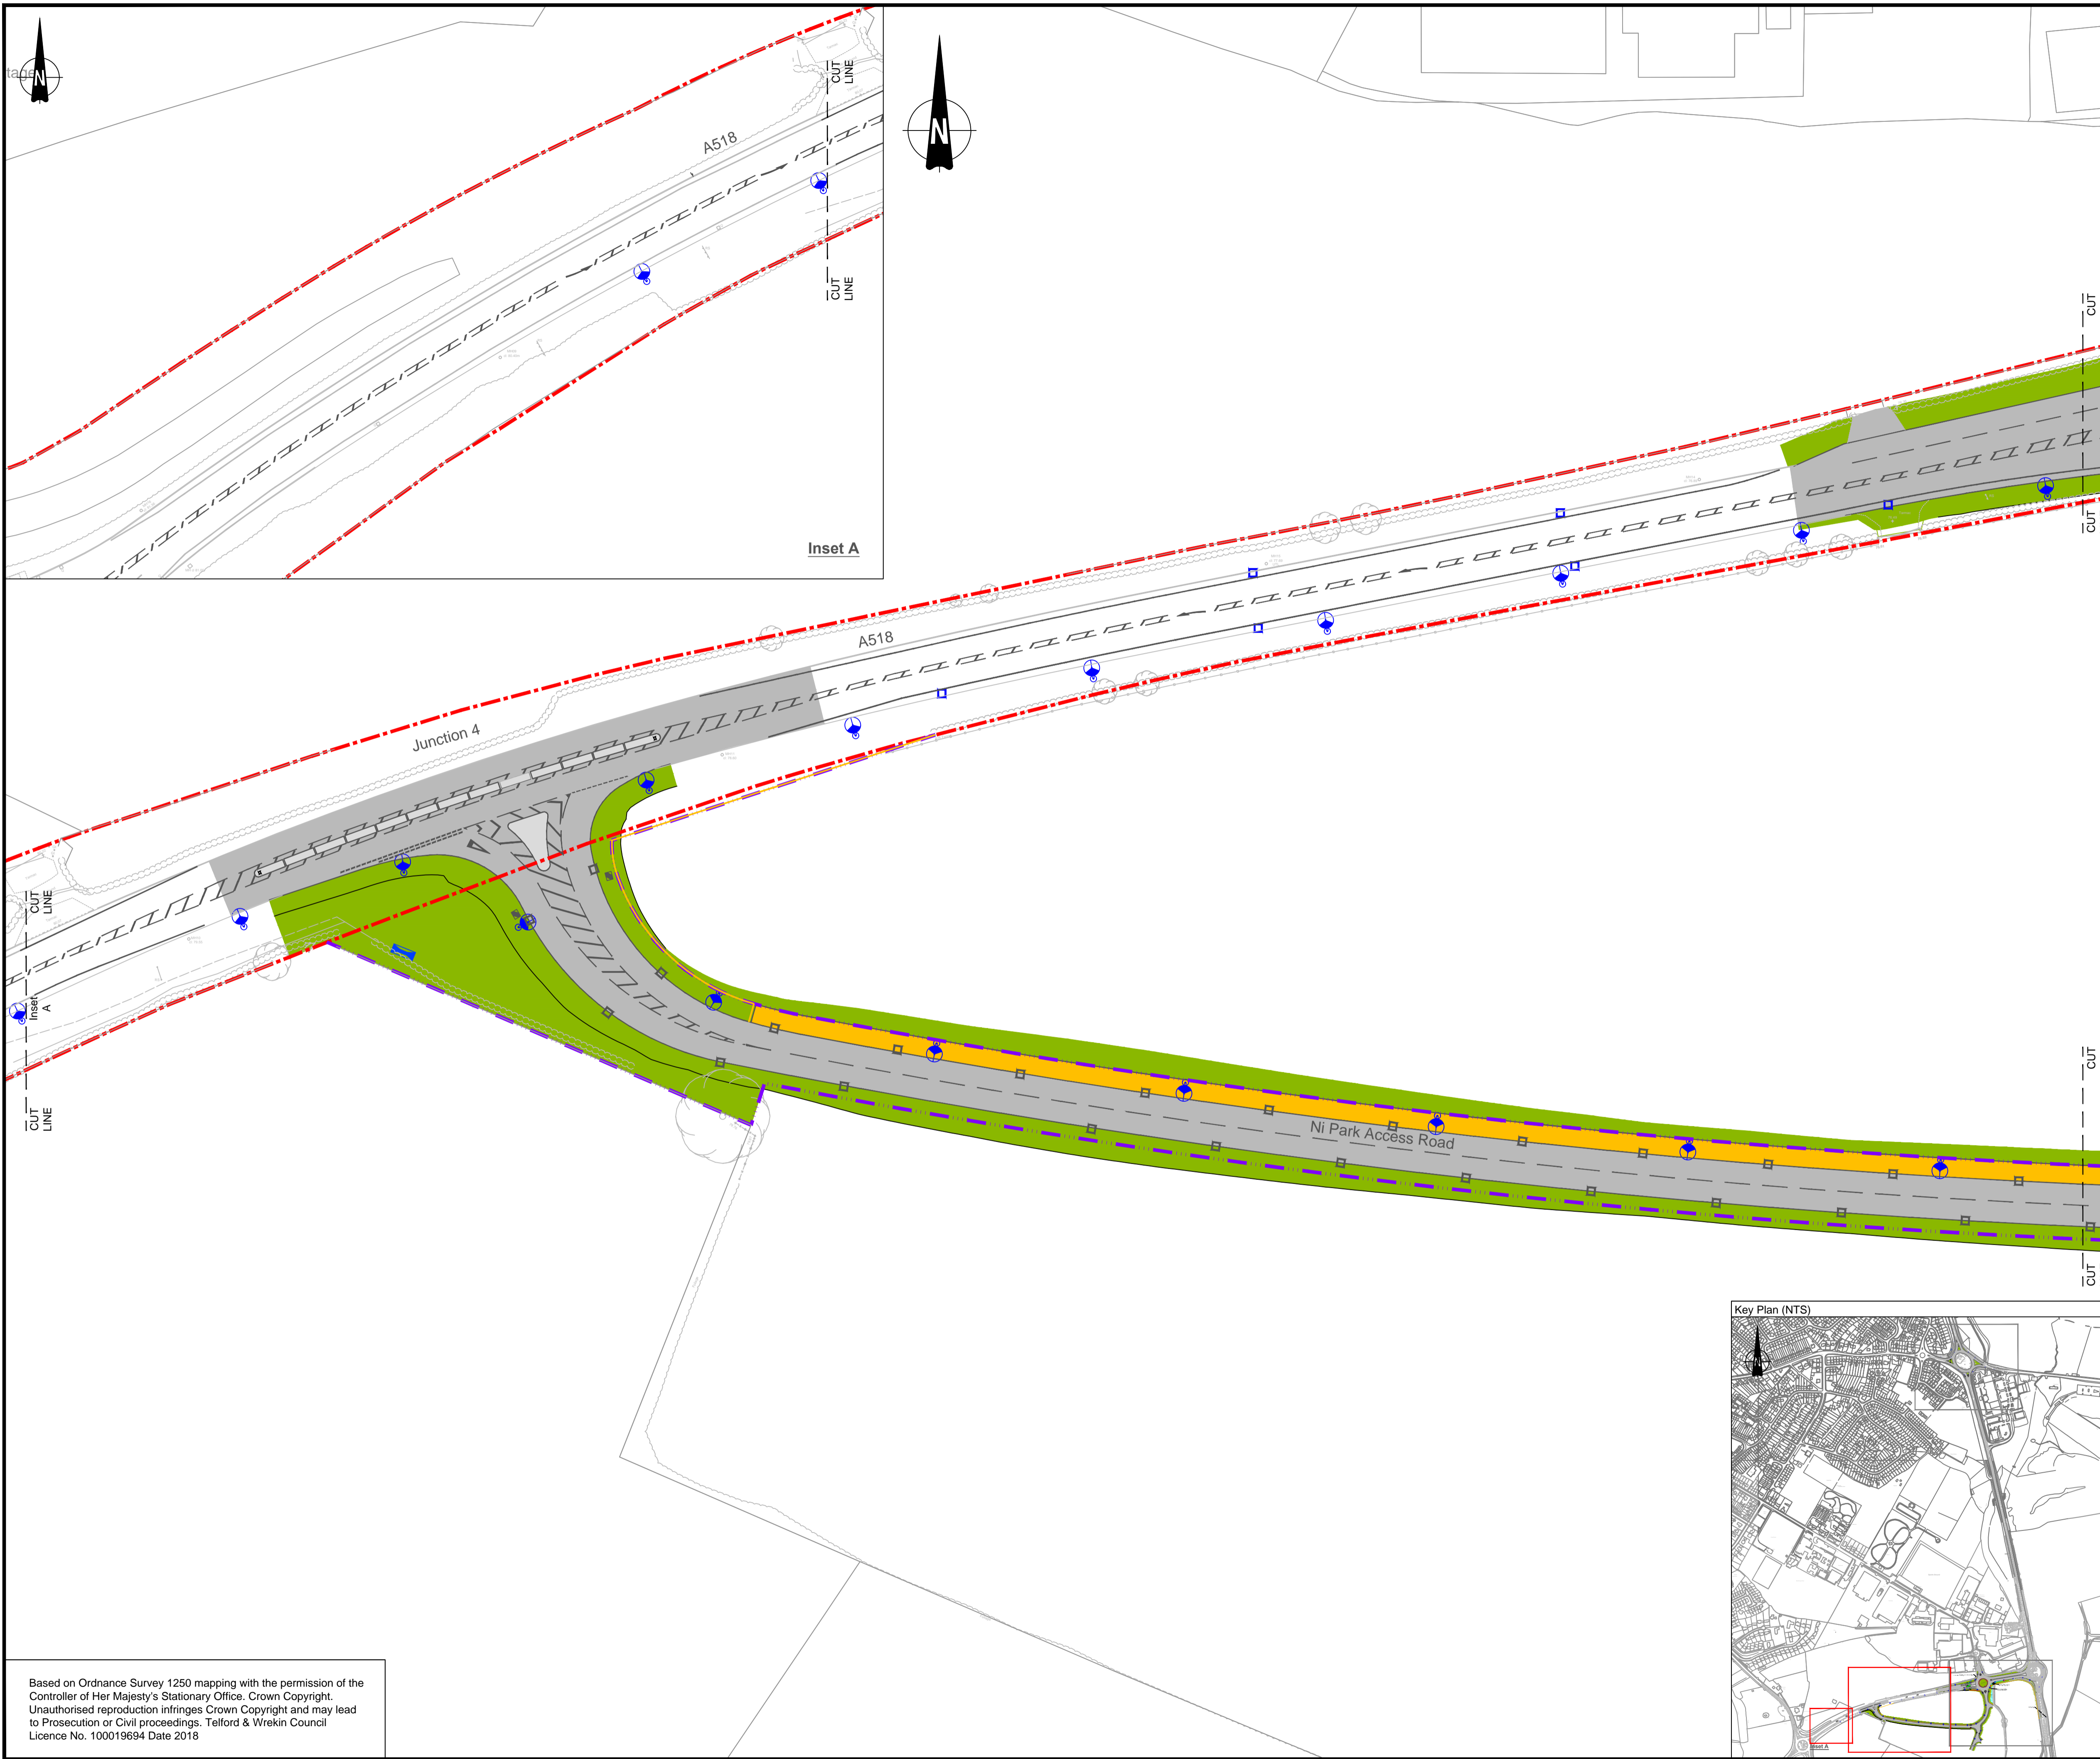 tage
N
A518
CUT
LINE
CUT
LINE
Inset A
N
CUT
CUT
A518
Junction 4
CUT
LINE
Inset
A
CUT
LINE
CUT
Ni Park Access Road
CUT
Key Plan (NTS)
Inset A
Based on Ordnance Survey 1250 mapping with the permission of the
Controller of Her Majesty's Stationary Office. Crown Copyright.
Unauthorised reproduction infringes Crown Copyright and may lead
to Prosecution or Civil proceedings. Telford & Wrekin Council
Licence No. 100019694 Date 2018